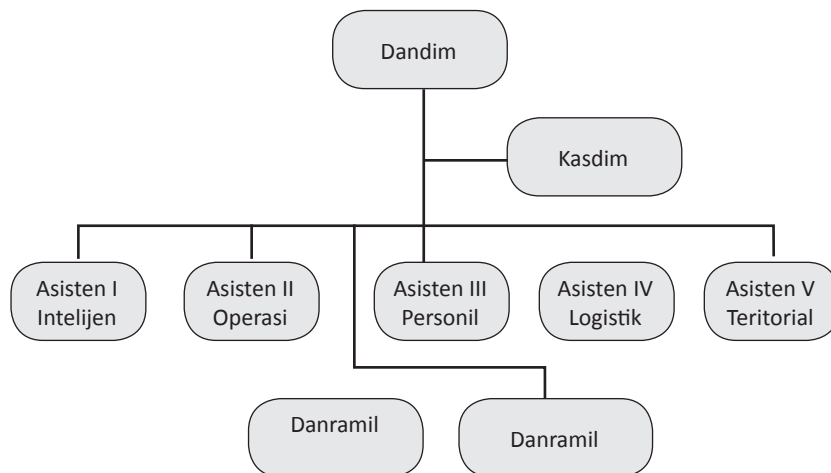 Dandim
Kasdim
Asisten I
Intelijen
Asisten II
Operasi
Asisten III
Personil
Asisten IV
Logistik
Asisten V
Teritorial
Danramil
Danramil